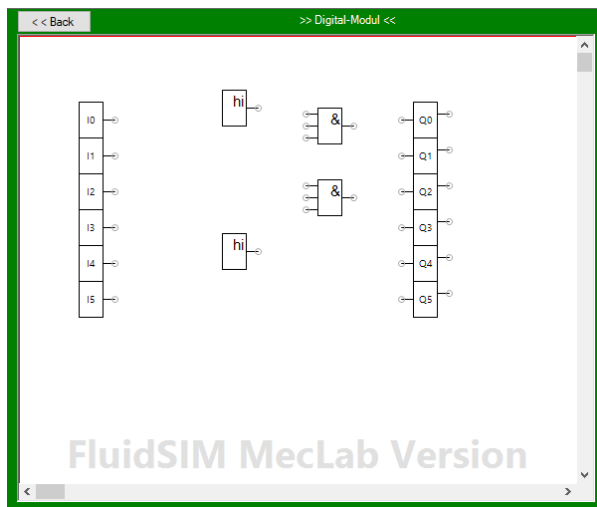 < < Back
>> Digital-Modul <<
hi
I0
&
Q0
I1
Q1
I2
&
Q2
I3
Q3
hi
I4
Q4
I5
Q5
FluidSIM MecLab Version